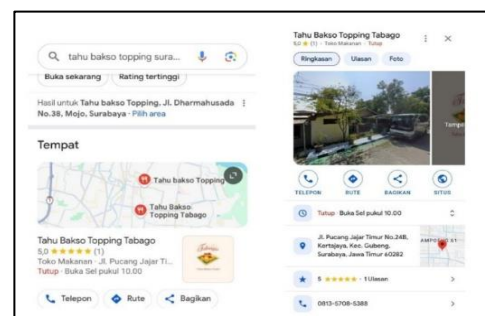 tahu bakso topping sura...
Buka sekarang
Rating tertinggi
Hasil untuk Tahu bakso Topping, Jl. Dharmahusada
No.38, Mojo, Surabaya - Pilih area
Tempat
Tahu bakso Topping
Tahu Bakso
Topping Tabago
Tahu Bakso Topping Tabago
5,0 ★★★★★ (1)
Toko Makanan · Jl. Pucang Jajar Ti...
Tutup · Buka Sel pukul 10.00
Telepon
Rute
Bagikan
Tahu Bakso Topping Tabago
5,0 ★ (1) · Toko Makanan · Tutup
Ringkasan
Ulasan
Foto
TELEPON
RUTE
BAGIKAN
SITUS
Tutup · Buka Sel pukul 10.00
Jl. Pucang Jajar Timur No.24B,
Kertajaya, Kec. Gubeng,
Surabaya, Jawa Timur 60282
5 ★★★★★ · 1 Ulasan
0813-5708-5388